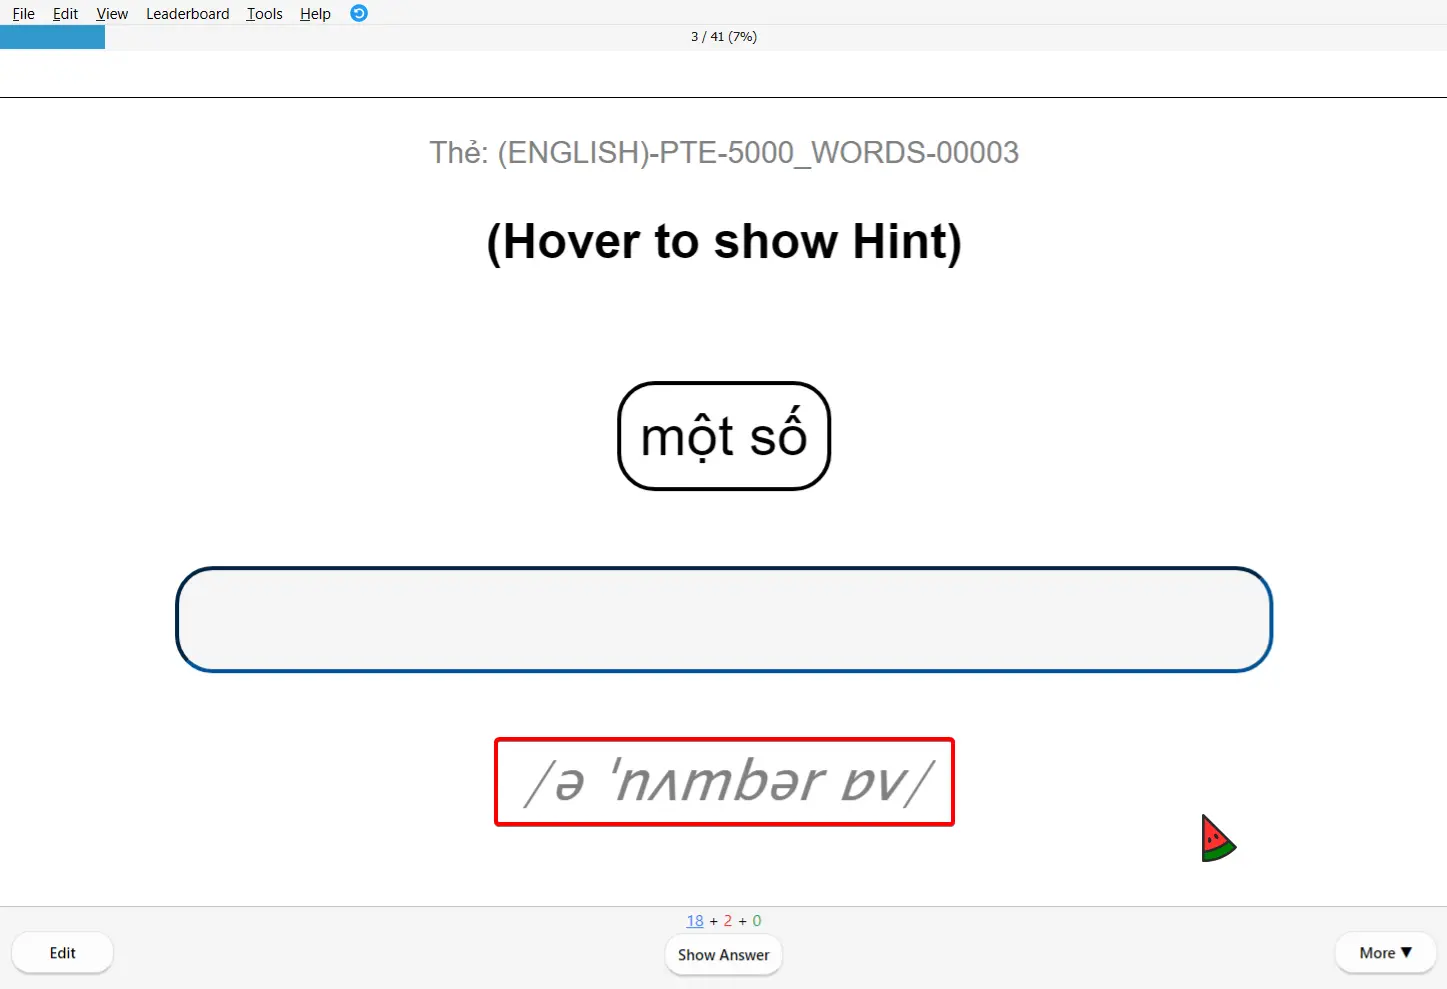 File Edit View Leaderboard Tools Help
3 / 41 (7%)
Thẻ: (ENGLISH)-PTE-5000_WORDS-00003
(Hover to show Hint)
một số
/ə ˈnʌmbər ɒv/
18 + 2 + 0
Edit Show Answer More ▼